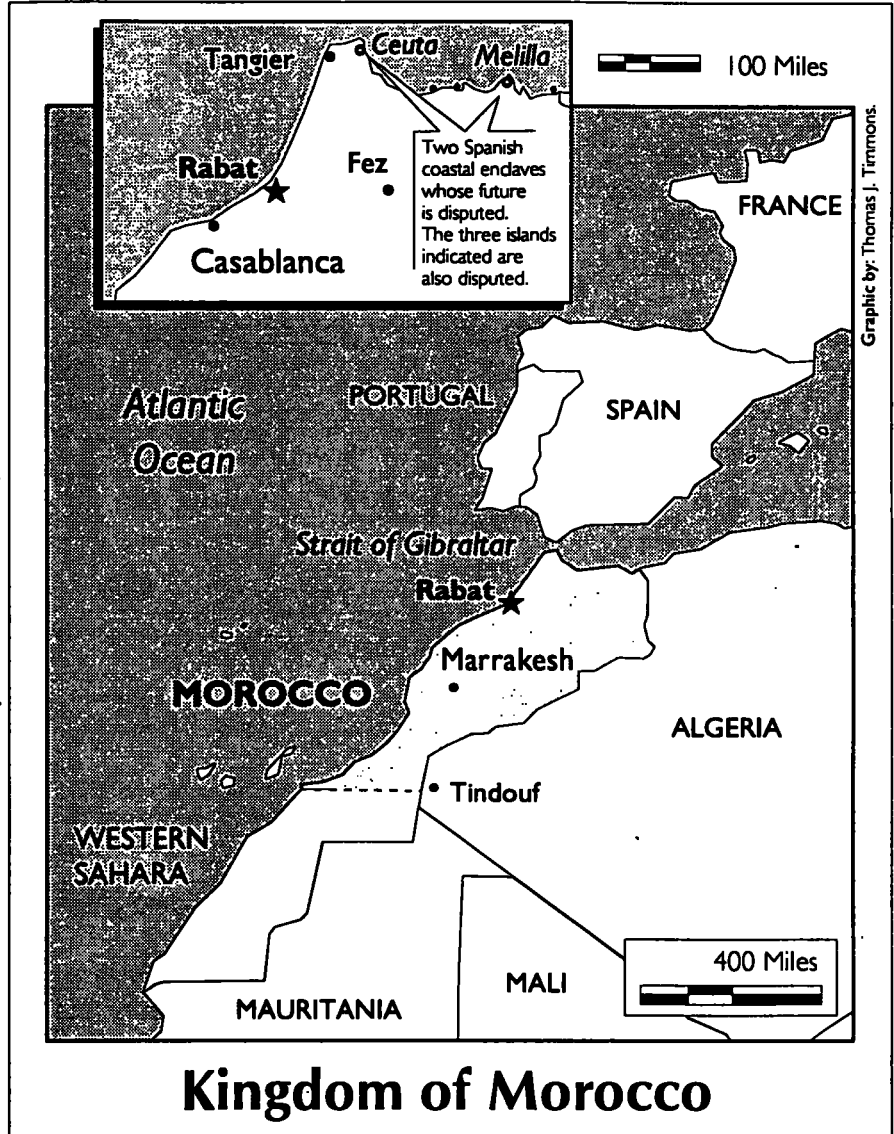 Tangier
Ceuta
Melilla
100 Miles
Rabat
Fez
Two Spanish
coastal enclaves
whose future
is disputed.
The three islands
indicated are
also disputed.
Casablanca
Graphic by: Thomas J. Timmons.
FRANCE
Atlantic
Ocean
PORTUGAL
SPAIN
Strait of Gibraltar
Rabat
Marrakesh
MOROCCO
ALGERIA
Tindouf
WESTERN
SAHARA
400 Miles
MALI
MAURITANIA
Kingdom of Morocco